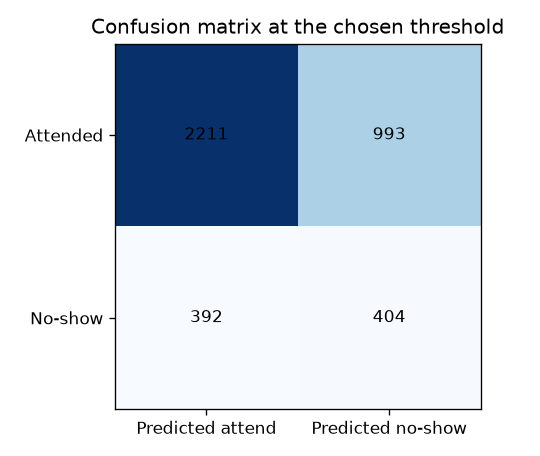 Confusion matrix at the chosen threshold
Attended 2211 993
No-show 392 404
Predicted attend Predicted no-show